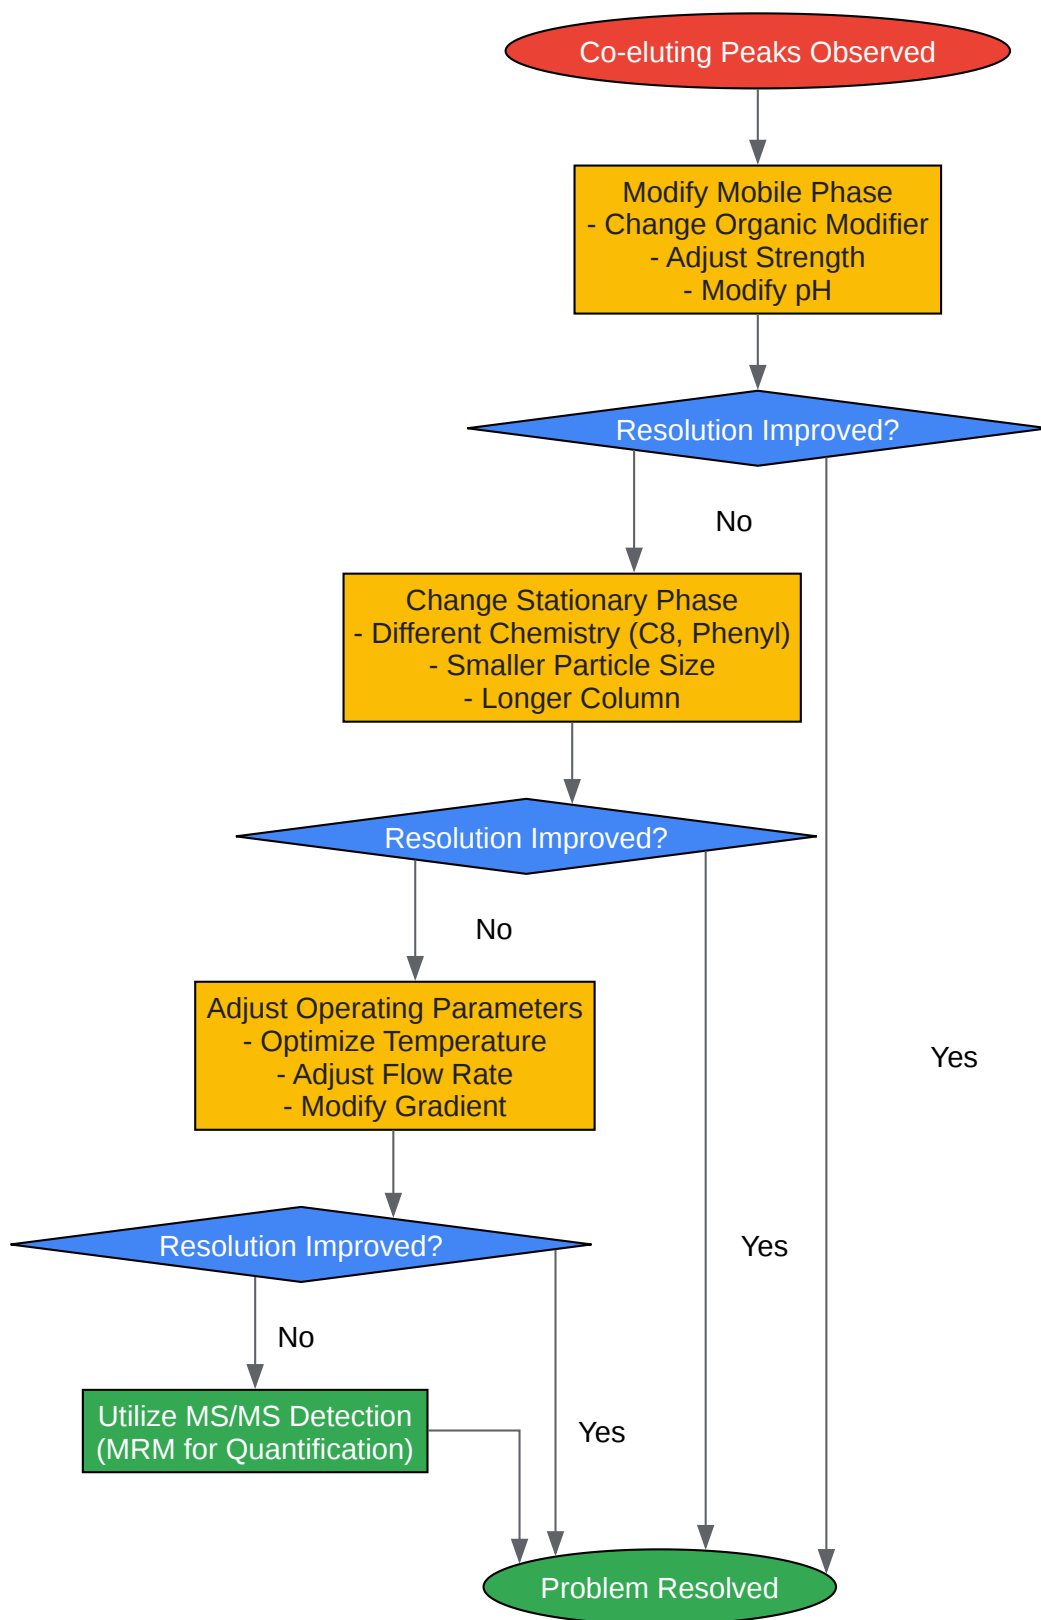 Co-eluting Peaks Observed
Modify Mobile Phase
- Change Organic Modifier
- Adjust Strength
- Modify pH
Resolution Improved?
No
Change Stationary Phase
- Different Chemistry (C8, Phenyl)
- Smaller Particle Size
- Longer Column
Resolution Improved?
No
Adjust Operating Parameters
- Optimize Temperature
- Adjust Flow Rate
- Modify Gradient
Yes
Resolution Improved?
Yes
No
Utilize MS/MS Detection
(MRM for Quantification)
Yes
Problem Resolved